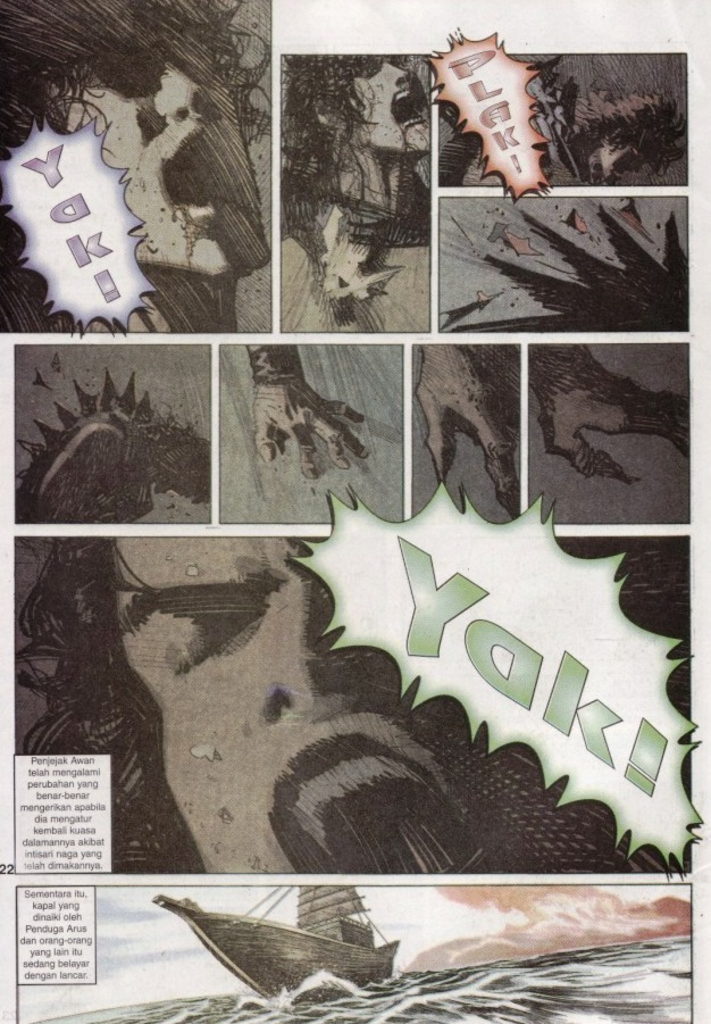 Yak!
PLAK!
Yak!
Penjejak Awan
telah mengalami
perubahan yang
benar-benar
mengerikan apabila
dia mengatur
kembali kuasa
dalamannya akibat
intisari naga yang
telah dimakannya.
22
Sementara itu,
kapal yang
dinaiki oleh
Penduga Arus
dan orang-orang
yang lain itu
sedang belayar
dengan lancar.